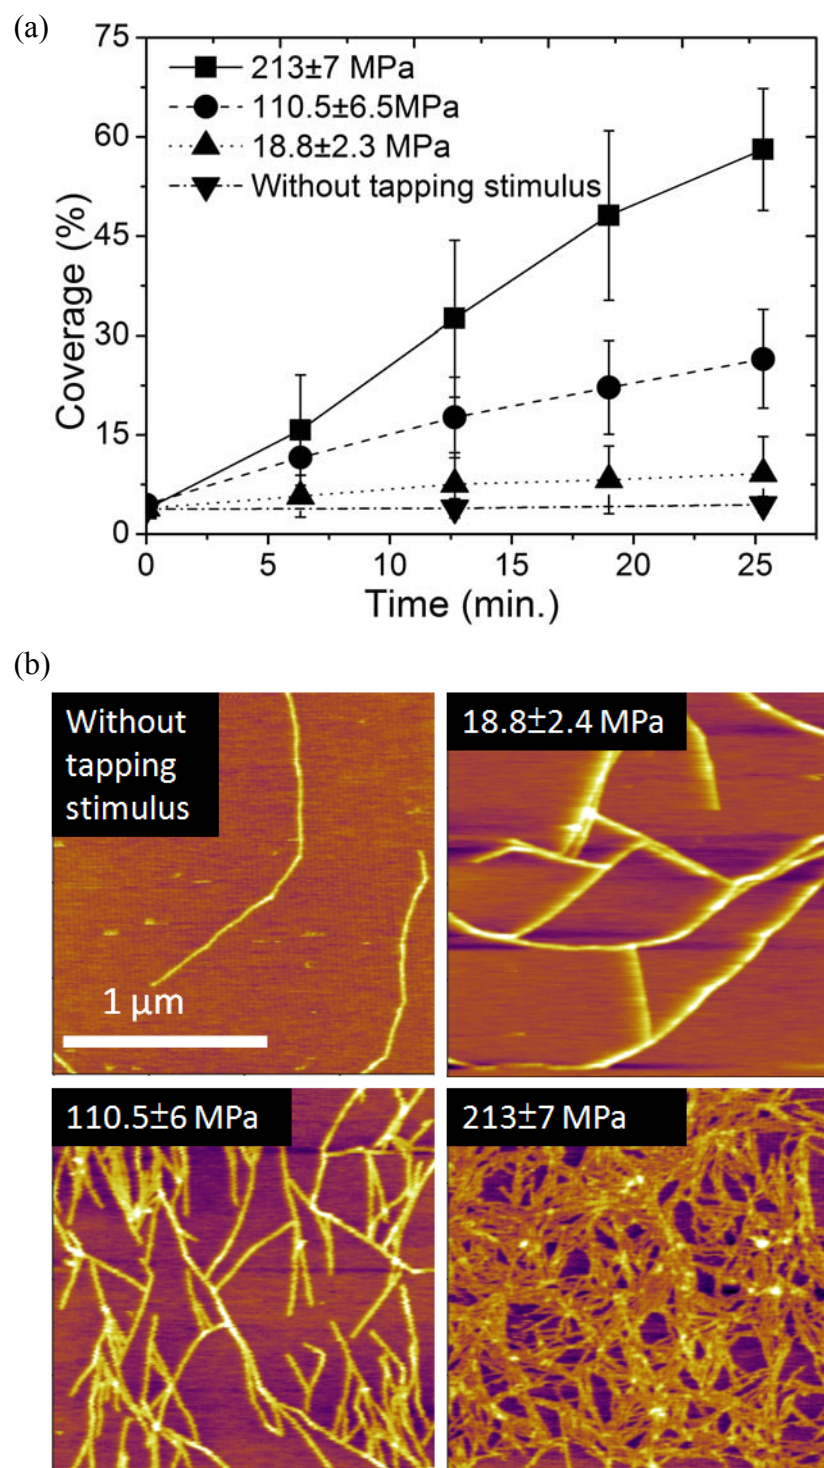 (a)
75
60
45
30
15
0
Coverage (%)
213±7 MPa
110.5±6.5MPa
18.8±2.3 MPa
Without tapping stimulus
0 5 10 15 20 25
Time (min.)
(b)
Without
tapping
stimulus
1 μm
18.8±2.4 MPa
110.5±6 MPa
213±7 MPa